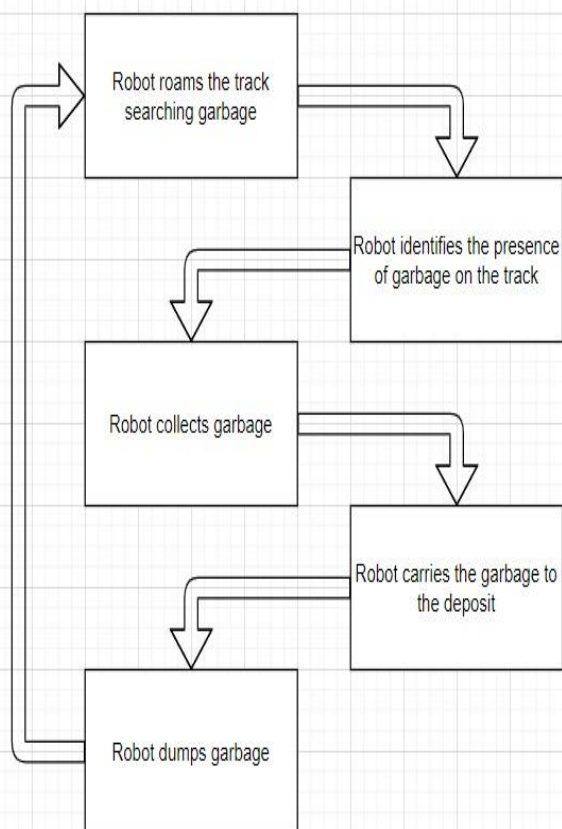 Robot roams the track
searching garbage
Robot identifies the presence
of garbage on the track
Robot collects garbage
Robot carries the garbage to
the deposit
Robot dumps garbage